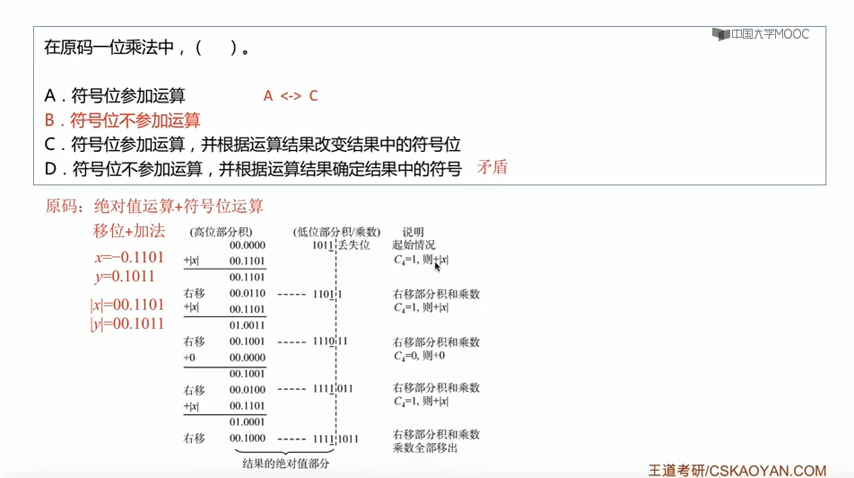 中国大学MOOC
在原码一位乘法中，（ ）。
A．符号位参加运算 A <-> C
B．符号位不参加运算
C．符号位参加运算，并根据运算结果改变结果中的符号位
D．符号位不参加运算，并根据运算结果确定结果中的符号 矛盾
原码：绝对值运算+符号位运算
移位+加法
x=−0.1101
y=0.1011
|x|=00.1101
|y|=00.1011
(高位部分积) (低位部分积/乘数) 说明
00.0000 1011 丢失位 起始情况
+|x| 00.1101 C4=1, 则+|x|
00.1101
右移 00.0110 1101 1 右移部分积和乘数
+|x| 00.1101 C4=1, 则+|x|
01.0011
右移 00.1001 1110 11 右移部分积和乘数
+0 00.0000 C4=0, 则+0
00.1001
右移 00.0100 1111 011 右移部分积和乘数
+|x| 00.1101 C4=1, 则+|x|
01.0001
右移 00.1000 1111 1011 右移部分积和乘数
乘数全部移出
结果的绝对值部分
王道考研/CSKAOYAN.COM